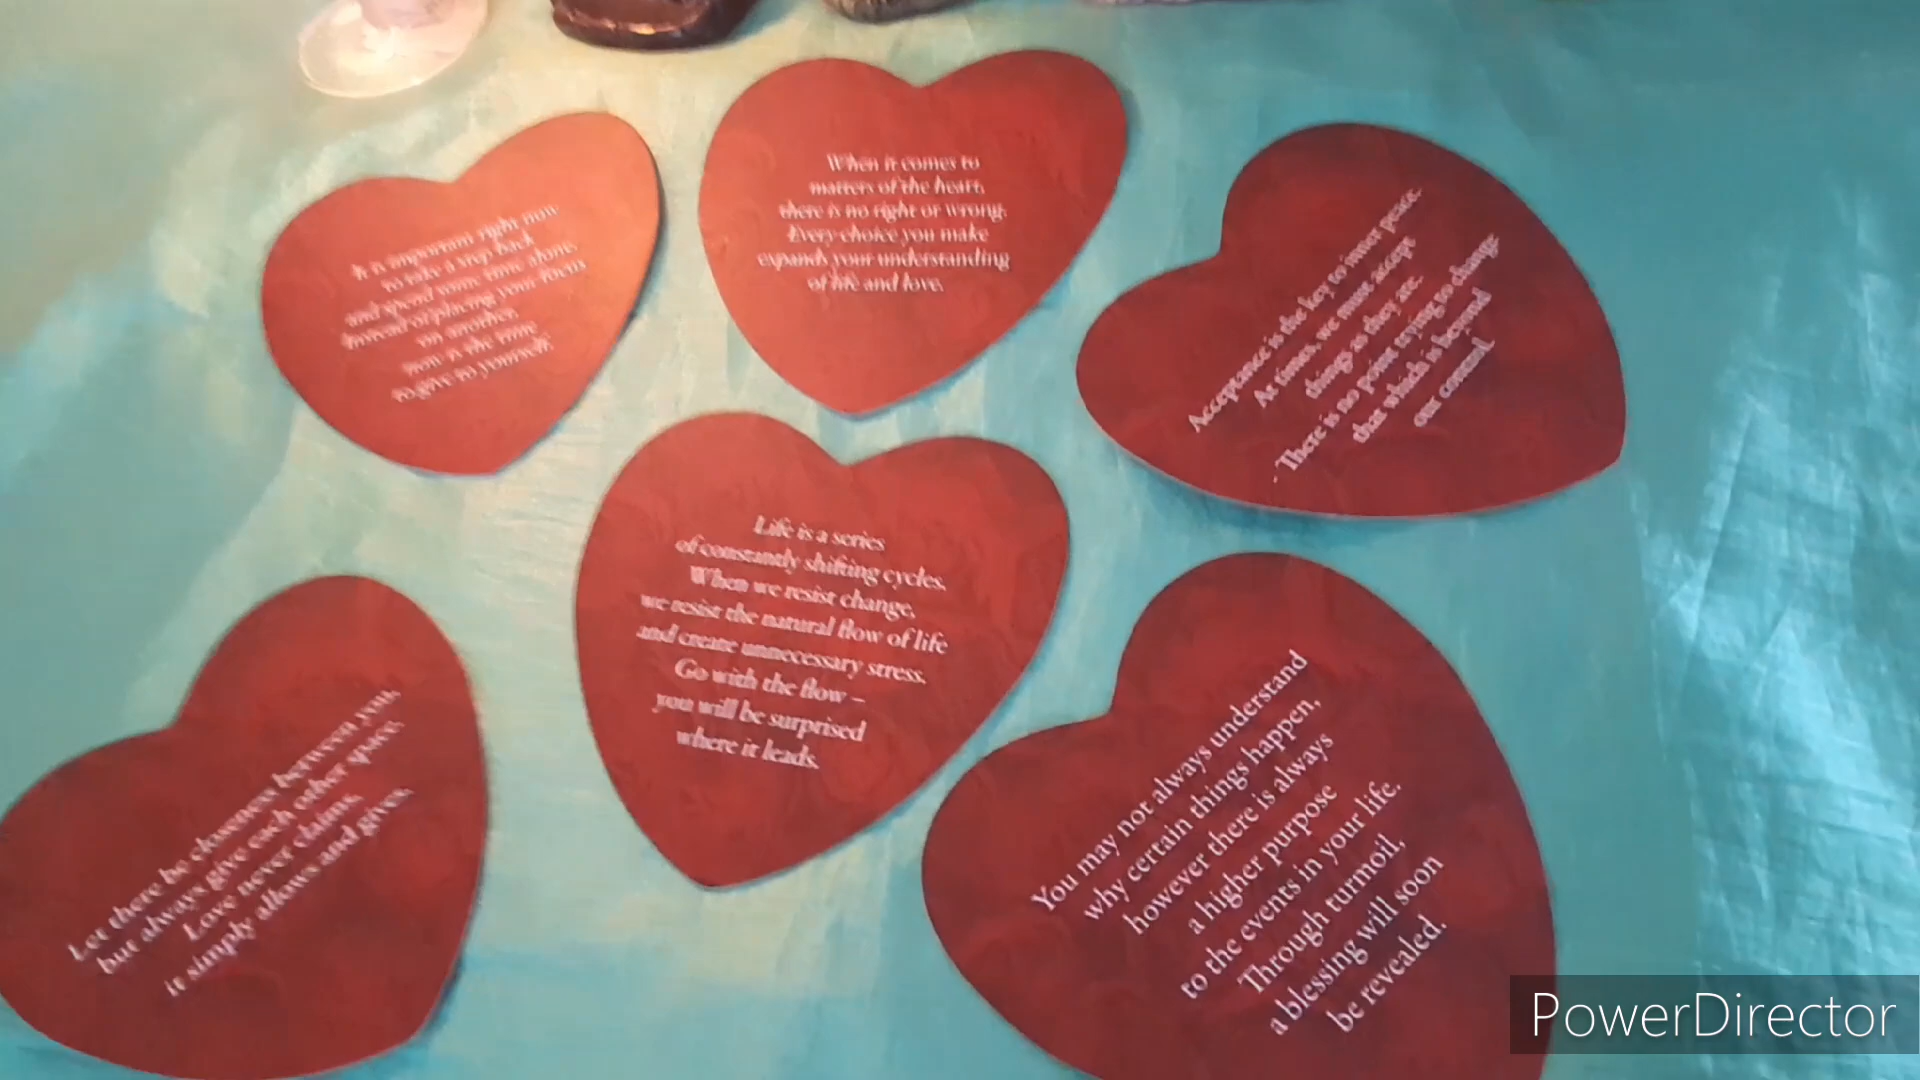 It is important right now
to take a step back
and spend some time alone.
Instead of placing your focus
on another,
now is the time
to give to yourself.
When it comes to
matters of the heart,
there is no right or wrong.
Every choice you make
expands your understanding
of life and love.
Acceptance is the key to inner peace.
At times, we must accept
things as they are.
There is no point trying to change
that which is beyond
our control.
Life is a series
of constantly shifting cycles.
When we resist change,
we resist the natural flow of life
and create unnecessary stress.
Go with the flow –
you will be surprised
where it leads.
Let there be closeness between you,
but always give each other space.
Love never claims,
it simply allows and gives.
You may not always understand
why certain things happen,
however there is always
a higher purpose
to the events in your life.
Through turmoil,
a blessing will soon
be revealed.
PowerDirector